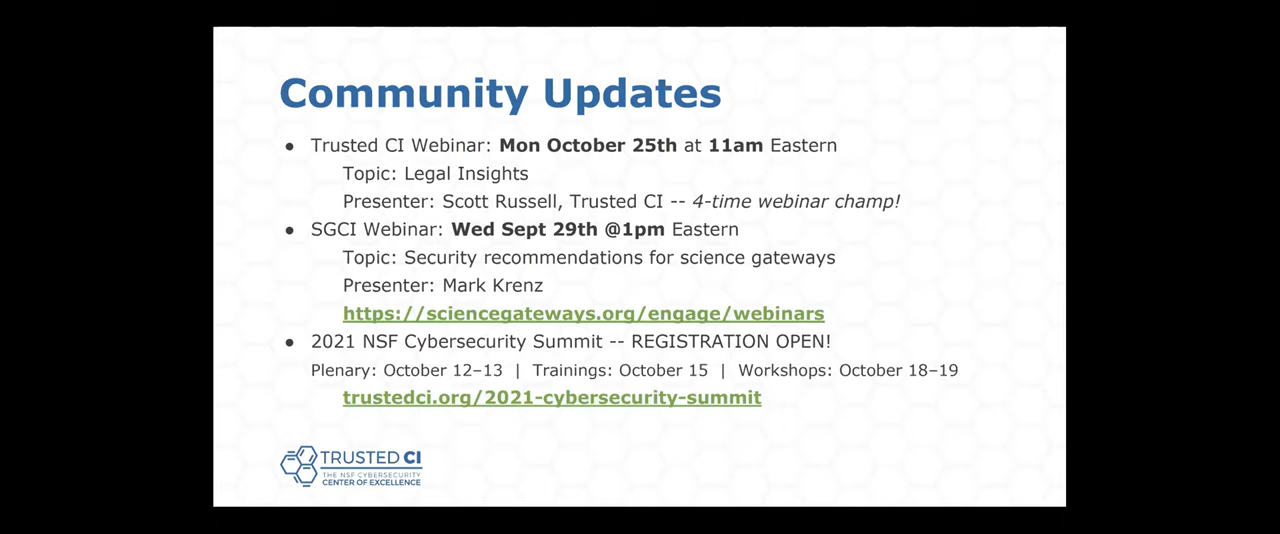 Community Updates
● Trusted CI Webinar: Mon October 25th at 11am Eastern
Topic: Legal Insights
Presenter: Scott Russell, Trusted CI -- 4-time webinar champ!
● SGCI Webinar: Wed Sept 29th @1pm Eastern
Topic: Security recommendations for science gateways
Presenter: Mark Krenz
https://sciencegateways.org/engage/webinars
● 2021 NSF Cybersecurity Summit -- REGISTRATION OPEN!
Plenary: October 12–13 | Trainings: October 15 | Workshops: October 18–19
trustedci.org/2021-cybersecurity-summit
TRUSTED CI
THE NSF CYBERSECURITY
CENTER OF EXCELLENCE